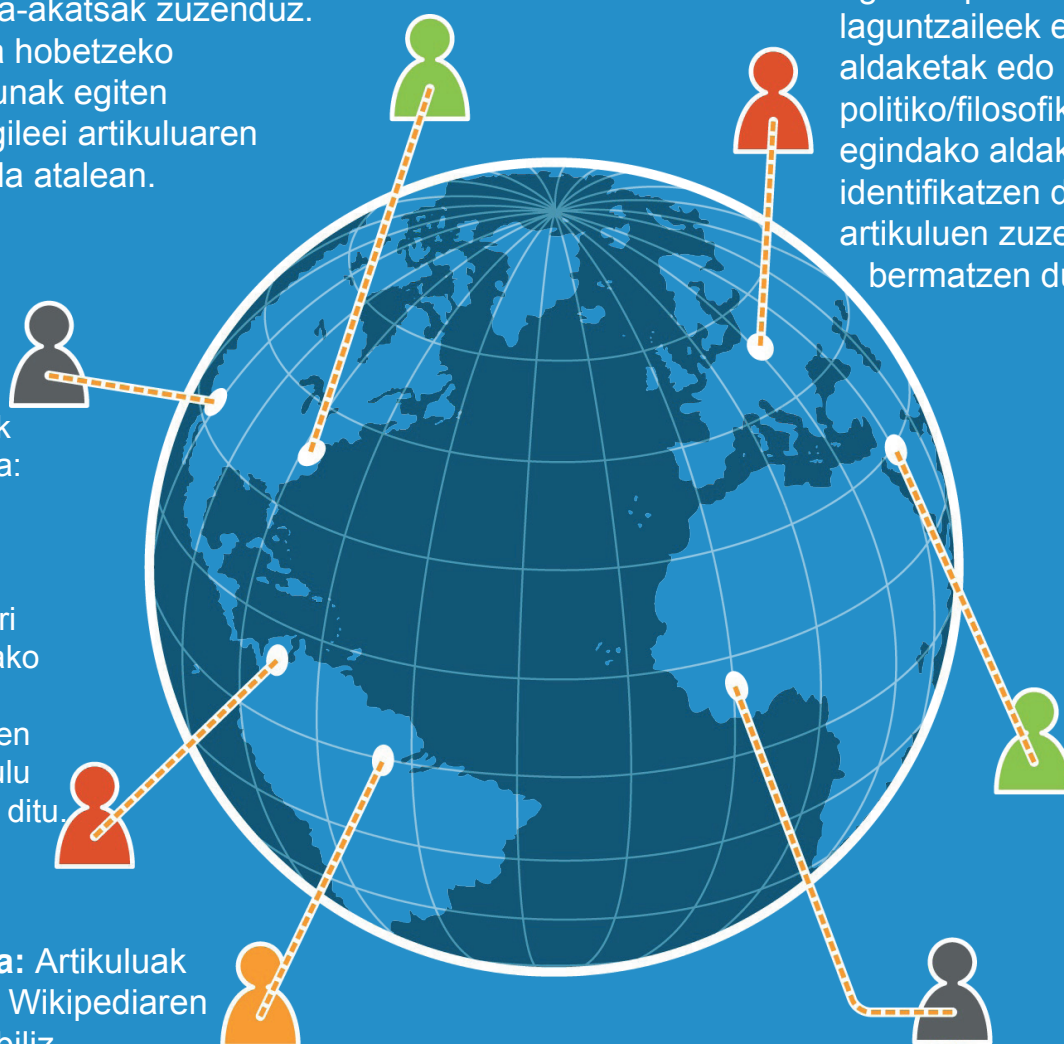 a-akatsak zuzenduz.
a hobetzeko
unak egiten
gileei artikuluaren
da atalean.
laguntzaileek e
aldaketak edo
politiko/filosofik
egindako aldak
identifikatzen d
artikuluen zuze
bermatzen du
k
a:
ri
ako
en
ulu
ditu.
a: Artikuluak
Wikipediaren